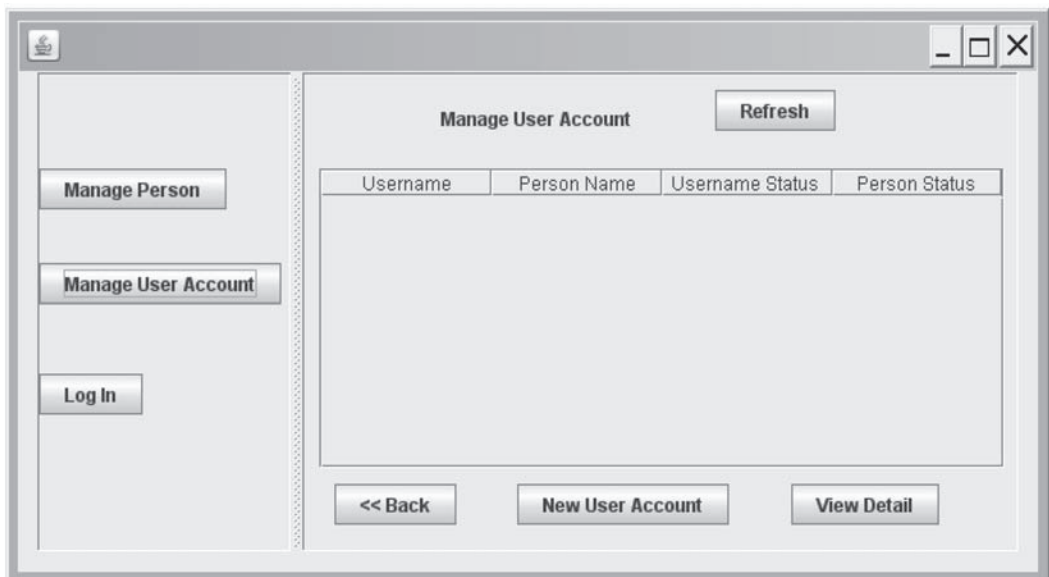 Manage Person
Manage User Account
Log In
Manage User Account
Refresh
Username Person Name Username Status Person Status
<< Back New User Account View Detail